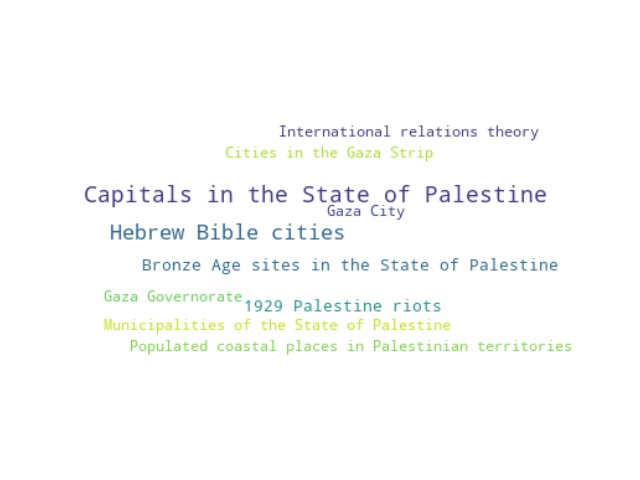 International relations theory
Cities in the Gaza Strip
Capitals in the State of Palestine
Gaza City
Hebrew Bible cities
Bronze Age sites in the State of Palestine
Gaza Governorate
1929 Palestine riots
Municipalities of the State of Palestine
Populated coastal places in Palestinian territories